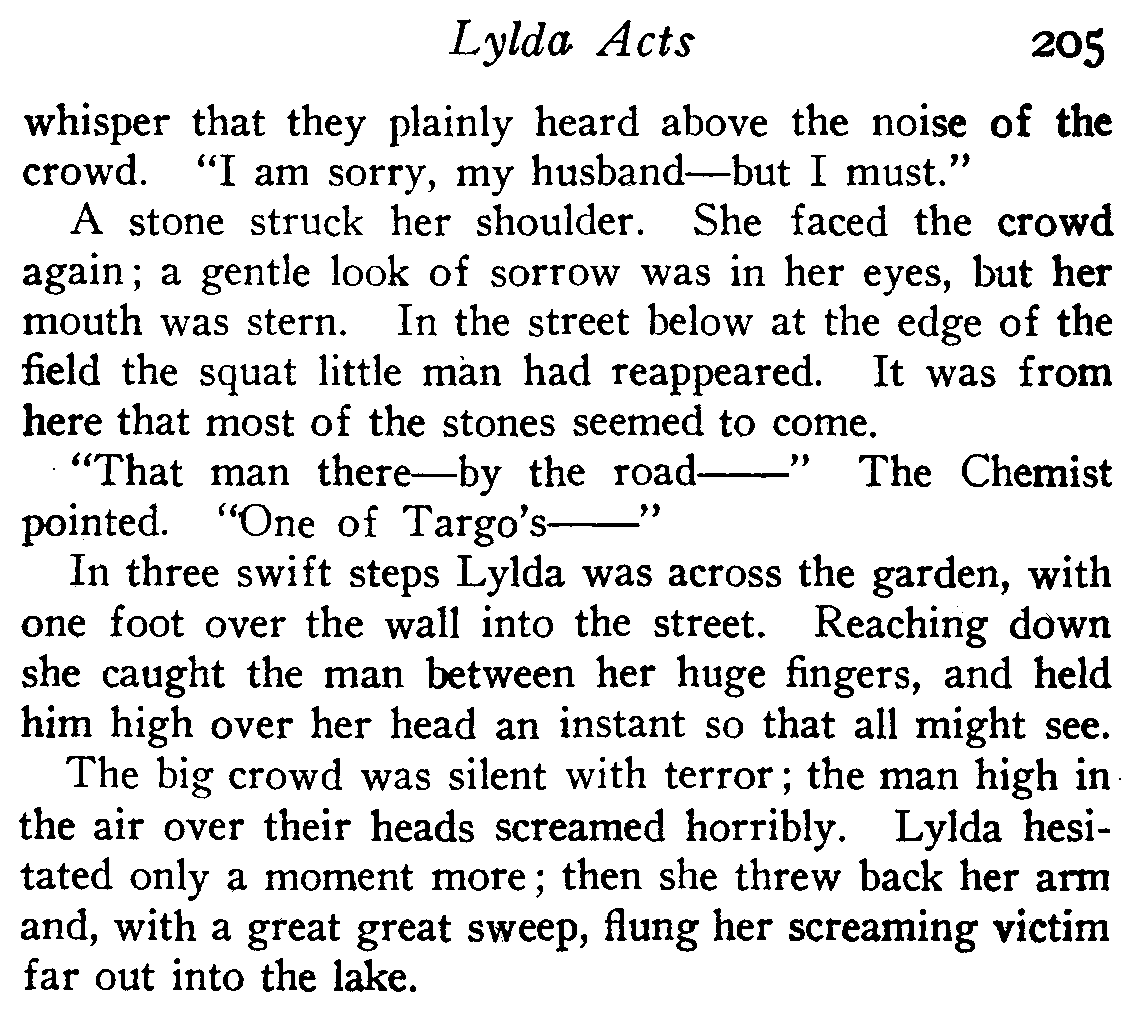 Lylda Acts 205
whisper that they plainly heard above the noise of the
crowd. “I am sorry, my husband—but I must.”
A stone struck her shoulder. She faced the crowd
again; a gentle look of sorrow was in her eyes, but her
mouth was stern. In the street below at the edge of the
field the squat little man had reappeared. It was from
here that most of the stones seemed to come.
“That man there—by the road——” The Chemist
pointed. “One of Targo’s——”
In three swift steps Lylda was across the garden, with
one foot over the wall into the street. Reaching down
she caught the man between her huge fingers, and held
him high over her head an instant so that all might see.
The big crowd was silent with terror; the man high in
the air over their heads screamed horribly. Lylda hesi-
tated only a moment more; then she threw back her arm
and, with a great great sweep, flung her screaming victim
far out into the lake.